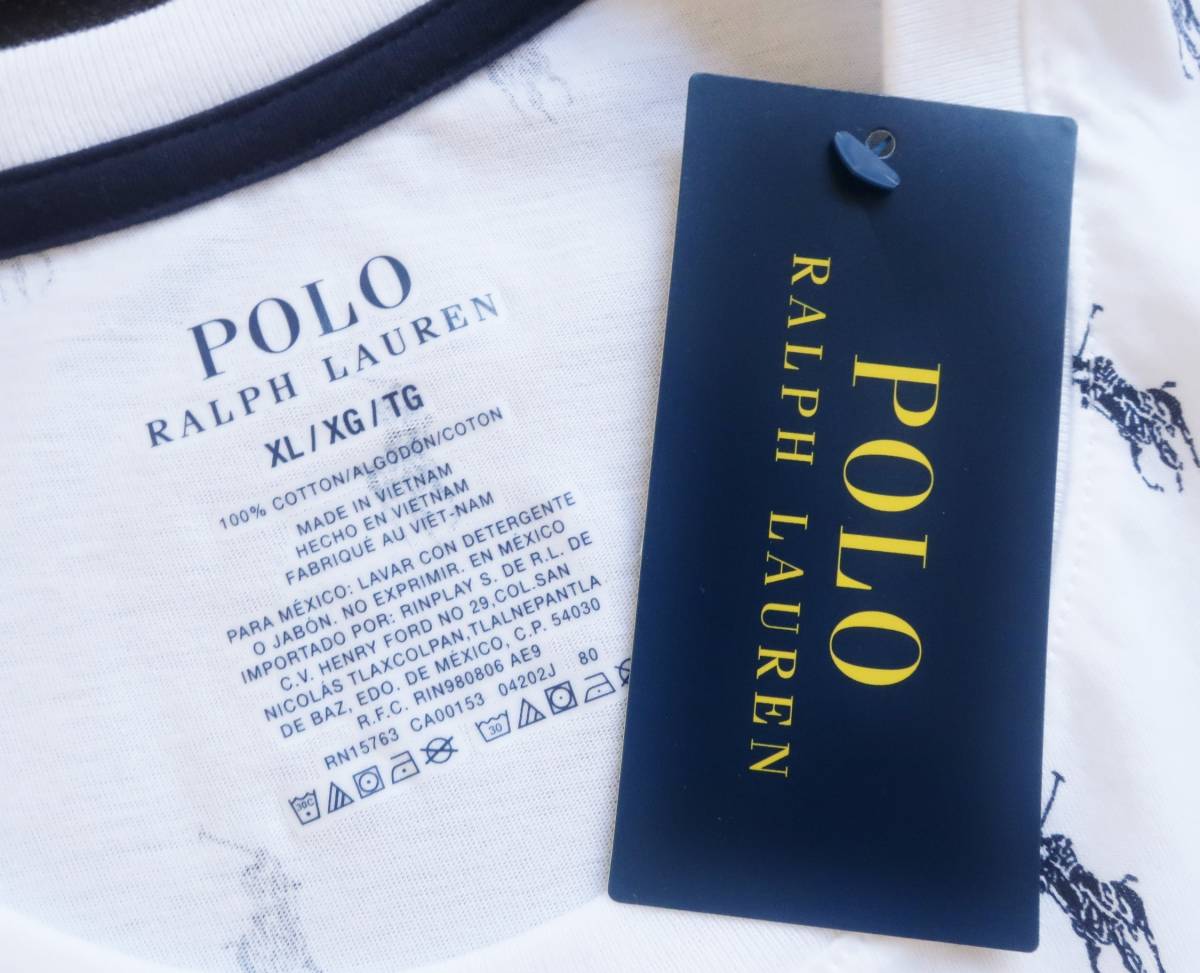 POLO
RALPH LAUREN
XL/XG/TG
100% COTTON/ALGODÓN/COTON
MADE IN VIETNAM
HECHO EN VIETNAM
FABRIQUÉ AU VIÊT-NAM
PARA MÉXICO: LAVAR CON DETERGENTE
O JABÓN. NO EXPRIMIR. EN MÉXICO
IMPORTADO POR: RINPLAY S. DE R.L. DE
C.V. HENRY FORD NO 29,COL.SAN
NICOLÁS TLAXCOLPAN,TLALNEPANTLA
DE BAZ, EDO. DE MÉXICO, C.P. 54030
R.F.C. RIN980806 AE9
RN15763 CA00153 04202J 80
30C 30
POLO
RALPH LAUREN